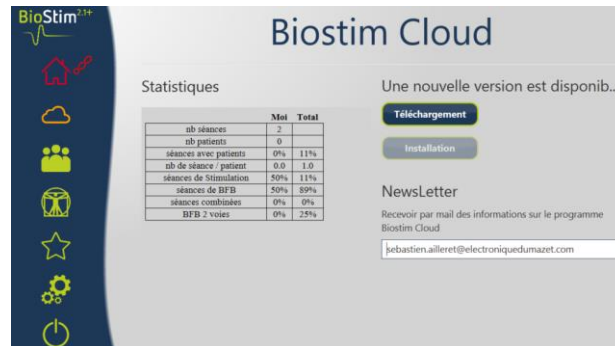 BioStim 2.1+
Biostim Cloud
Statistiques
Moi Total
nb séances 2
nb patients 0
séances avec patients 0% 11%
nb de séance / patient 0.0 1.0
séances de Stimulation 50% 11%
séances de BFB 50% 89%
séances combinées 0% 0%
BFB 2 voies 0% 25%
Une nouvelle version est disponib...
Téléchargement
Installation
NewsLetter
Recevoir par mail des informations sur le programme
Biostim Cloud
sebastien.ailleret@electroniquedumazet.com